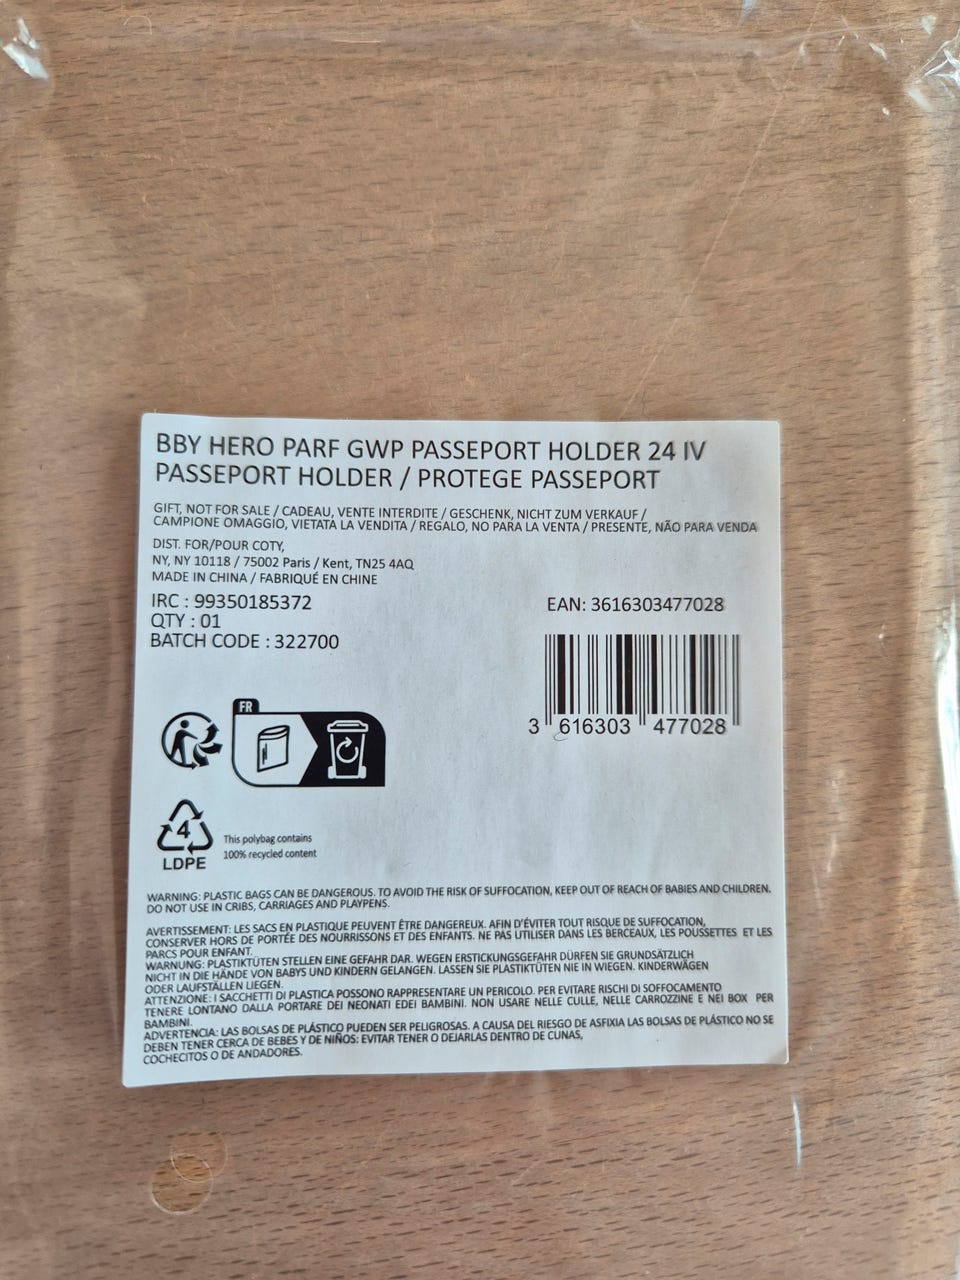 BBY HERO PARF GWP PASSEPORT HOLDER 24 IV
PASSEPORT HOLDER / PROTEGE PASSEPORT
GIFT, NOT FOR SALE / CADEAU, VENTE INTERDITE / GESCHENK, NICHT ZUM VERKAUF /
CAMPIONE OMAGGIO, VIETATA LA VENDITA / REGALO, NO PARA LA VENTA / PRESENTE, NÃO PARA VENDA
DIST. FOR/POUR COTY,
NY, NY 10118 / 75002 Paris / Kent, TN25 4AQ
MADE IN CHINA / FABRIQUÉ EN CHINE
IRC : 99350185372
QTY : 01
BATCH CODE : 322700
EAN: 3616303477028
3 616303 477028
FR
4
LDPE
This polybag contains
100% recycled content
WARNING: PLASTIC BAGS CAN BE DANGEROUS. TO AVOID THE RISK OF SUFFOCATION, KEEP OUT OF REACH OF BABIES AND CHILDREN.
DO NOT USE IN CRIBS, CARRIAGES AND PLAYPENS.
AVERTISSEMENT: LES SACS EN PLASTIQUE PEUVENT ÊTRE DANGEREUX. AFIN D'ÉVITER TOUT RISQUE DE SUFFOCATION,
CONSERVER HORS DE PORTÉE DES NOURRISSONS ET DES ENFANTS. NE PAS UTILISER DANS LES BERCEAUX, LES POUSSETTES ET LES
PARCS POUR ENFANT.
WARNUNG: PLASTIKTÜTEN STELLEN EINE GEFAHR DAR. WEGEN ERSTICKUNGSGEFAHR DÜRFEN SIE GRUNDSÄTZLICH
NICHT IN DIE HÄNDE VON BABYS UND KINDERN GELANGEN. LASSEN SIE PLASTIKTÜTEN NIE IN WIEGEN. KINDERWÄGEN
ODER LAUFSTÄLLEN LIEGEN.
ATTENZIONE: I SACCHETTI DI PLASTICA POSSONO RAPPRESENTARE UN PERICOLO. PER EVITARE RISCHI DI SOFFOCAMENTO
TENERE LONTANO DALLA PORTARE DEI NEONATI EDEI BAMBINI. NON USARE NELLE CULLE, NELLE CARROZZINE E NEI BOX PER
BAMBINI.
ADVERTENCIA: LAS BOLSAS DE PLÁSTICO PUEDEN SER PELIGROSAS. A CAUSA DEL RIESGO DE ASFIXIA LAS BOLSAS DE PLÁSTICO NO SE
DEBEN TENER CERCA DE BEBES Y DE NIÑOS: EVITAR TENER O DEJARLAS DENTRO DE CUNAS,
COCHECITOS O DE ANDADORES.